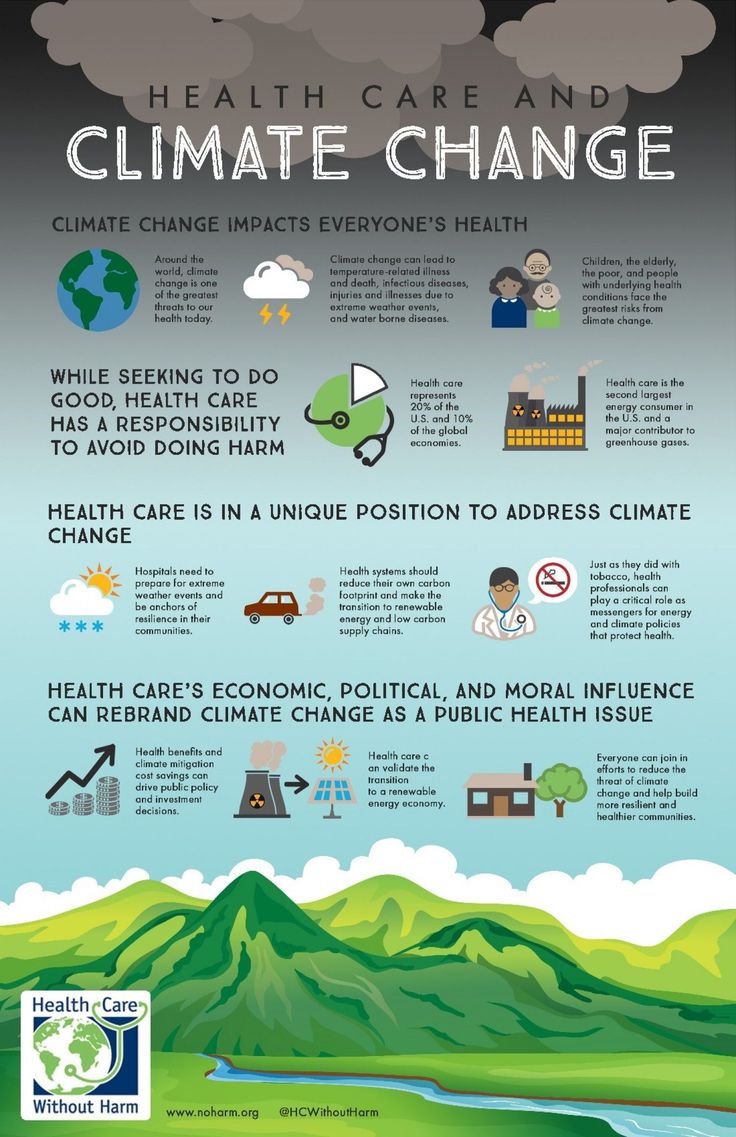 HEALTH CARE AND
CLIMATE CHANGE
CLIMATE CHANGE IMPACTS EVERYONE'S HEALTH
Around the
world, climate
change is one
of the greatest
threats to our
health today.
Climate change can lead to
temperature-related illness
and death, infectious diseases,
injuries and illnesses due to
extreme weather events,
and water borne diseases.
Children, the elderly,
the poor, and people
with underlying health
conditions face the
greatest risks from
climate change.
WHILE SEEKING TO DO
GOOD, HEALTH CARE
HAS A RESPONSIBILITY
TO AVOID DOING HARM
Health care
represents
20% of the
U.S. and 10%
of the global
economies.
Health care is the
second largest
energy consumer in
the U.S. and a
major contributor to
greenhouse gases.
HEALTH CARE IS IN A UNIQUE POSITION TO ADDRESS CLIMATE
CHANGE
Hospitals need to
prepare for extreme
weather events and
be anchors of
resilience in their
communities.
Health systems should
reduce their own carbon
footprint and make the
transition to renewable
energy and low carbon
supply chains.
Just as they did with
tobacco, health
professionals can
play a critical role as
messengers for energy
and climate policies
that protect health.
HEALTH CARE'S ECONOMIC, POLITICAL, AND MORAL INFLUENCE
CAN REBRAND CLIMATE CHANGE AS A PUBLIC HEALTH ISSUE
Health benefits and
climate mitigation
cost savings can
drive public policy
and investment
decisions.
Health care c
an validate the
transition
to a renewable
energy economy.
Everyone can join in
efforts to reduce the
threat of climate
change and help build
more resilient and
healthier communities.
Health Care
Without Harm
www.noharm.org @HCWithoutHarm